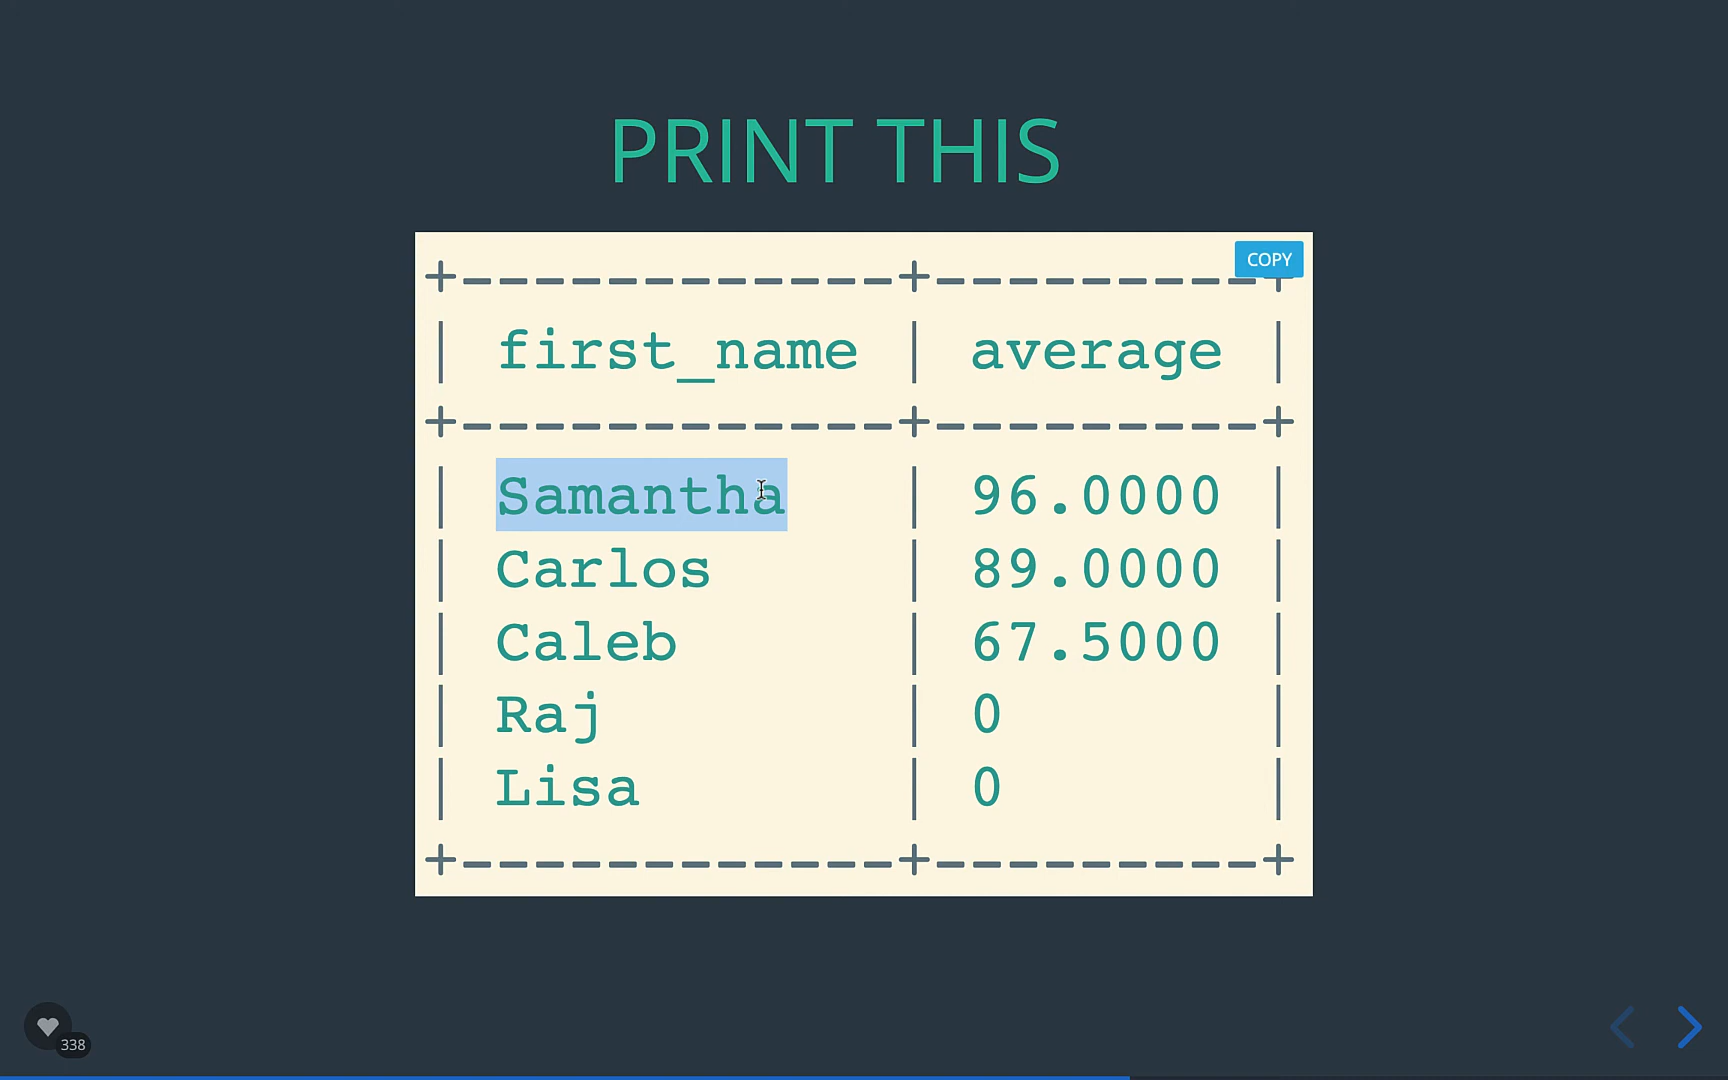 PRINT THIS
COPY
+------------+---------+
| first_name | average |
+------------+---------+
| Samantha   | 96.0000 |
| Carlos     | 89.0000 |
| Caleb      | 67.5000 |
| Raj        | 0       |
| Lisa       | 0       |
+------------+---------+
338